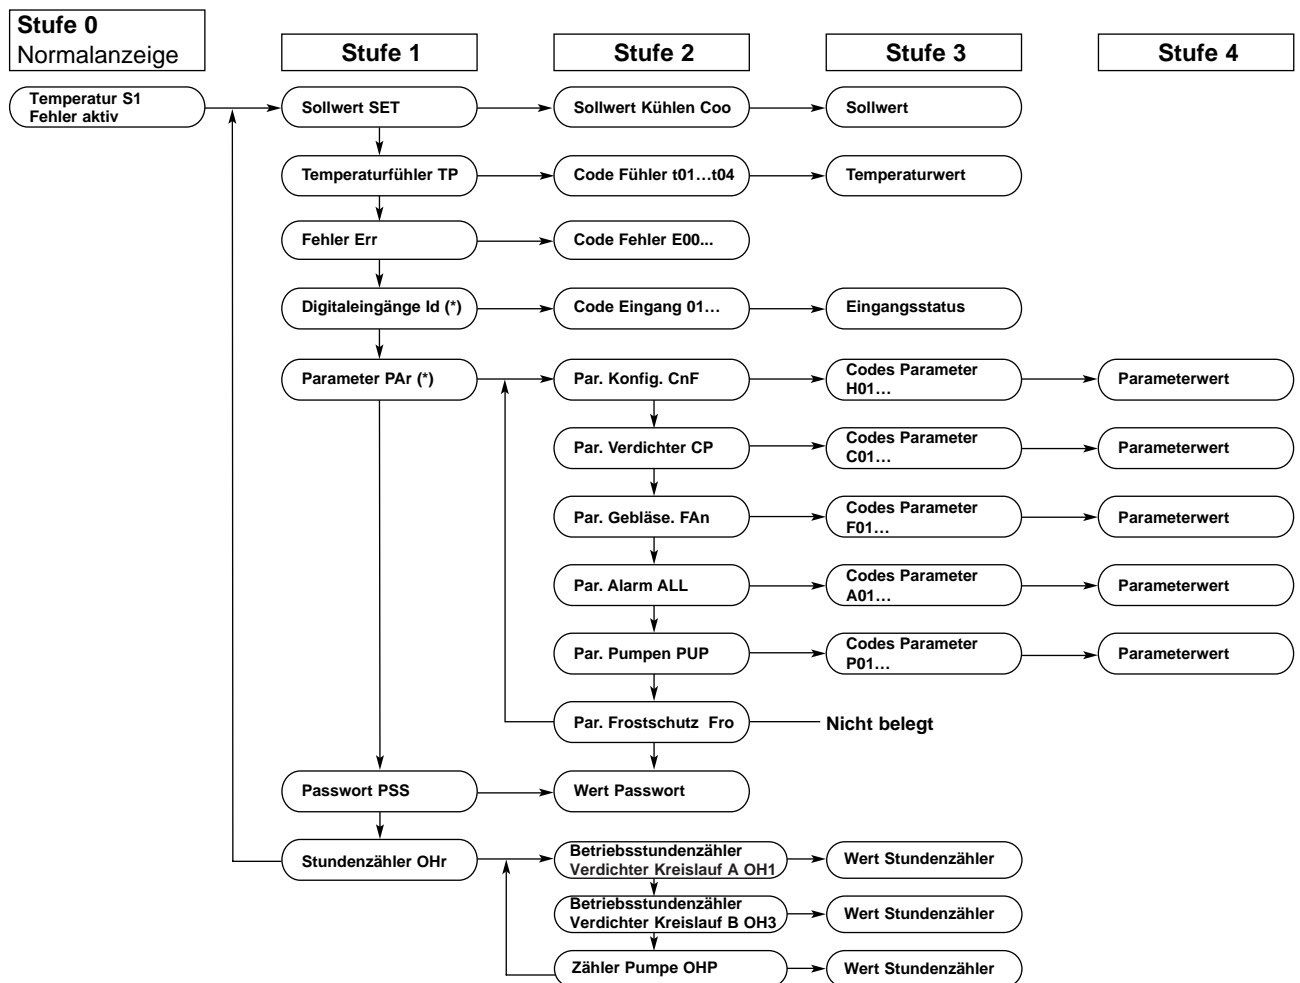 Stufe 0
Normalanzeige
Stufe 1
Stufe 2
Stufe 3
Stufe 4
Temperatur S1
Fehler aktiv
Sollwert SET
Sollwert Kühlen Coo
Sollwert
Temperaturfühler TP
Code Fühler t01...t04
Temperaturwert
Fehler Err
Code Fehler E00...
Digitaleingänge Id (*)
Code Eingang 01...
Eingangsstatus
Parameter PAr (*)
Par. Konfig. CnF
Codes Parameter
H01...
Parameterwert
Par. Verdichter CP
Codes Parameter
C01...
Parameterwert
Par. Gebläse. FAn
Codes Parameter
F01...
Parameterwert
Par. Alarm ALL
Codes Parameter
A01...
Parameterwert
Par. Pumpen PUP
Codes Parameter
P01...
Parameterwert
Par. Frostschutz Fro
Nicht belegt
Passwort PSS
Wert Passwort
Stundenzähler OHr
Betriebsstundenzähler
Verdichter Kreislauf A OH1
Wert Stundenzähler
Betriebsstundenzähler
Verdichter Kreislauf B OH3
Wert Stundenzähler
Zähler Pumpe OHP
Wert Stundenzähler